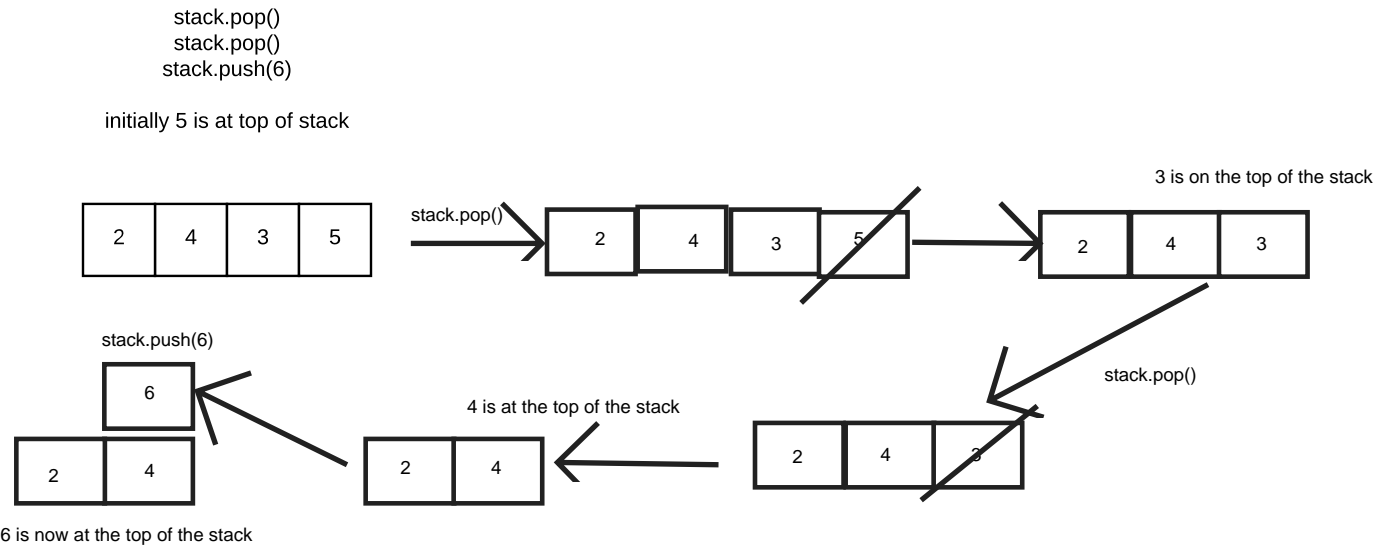 stack.pop()
stack.pop()
stack.push(6)
initially 5 is at top of stack
3 is on the top of the stack
2 4 3 5
stack.pop()
2 4 3 5
2 4 3
stack.pop()
2 4 3
4 is at the top of the stack
2 4
stack.push(6)
6
2 4
6 is now at the top of the stack